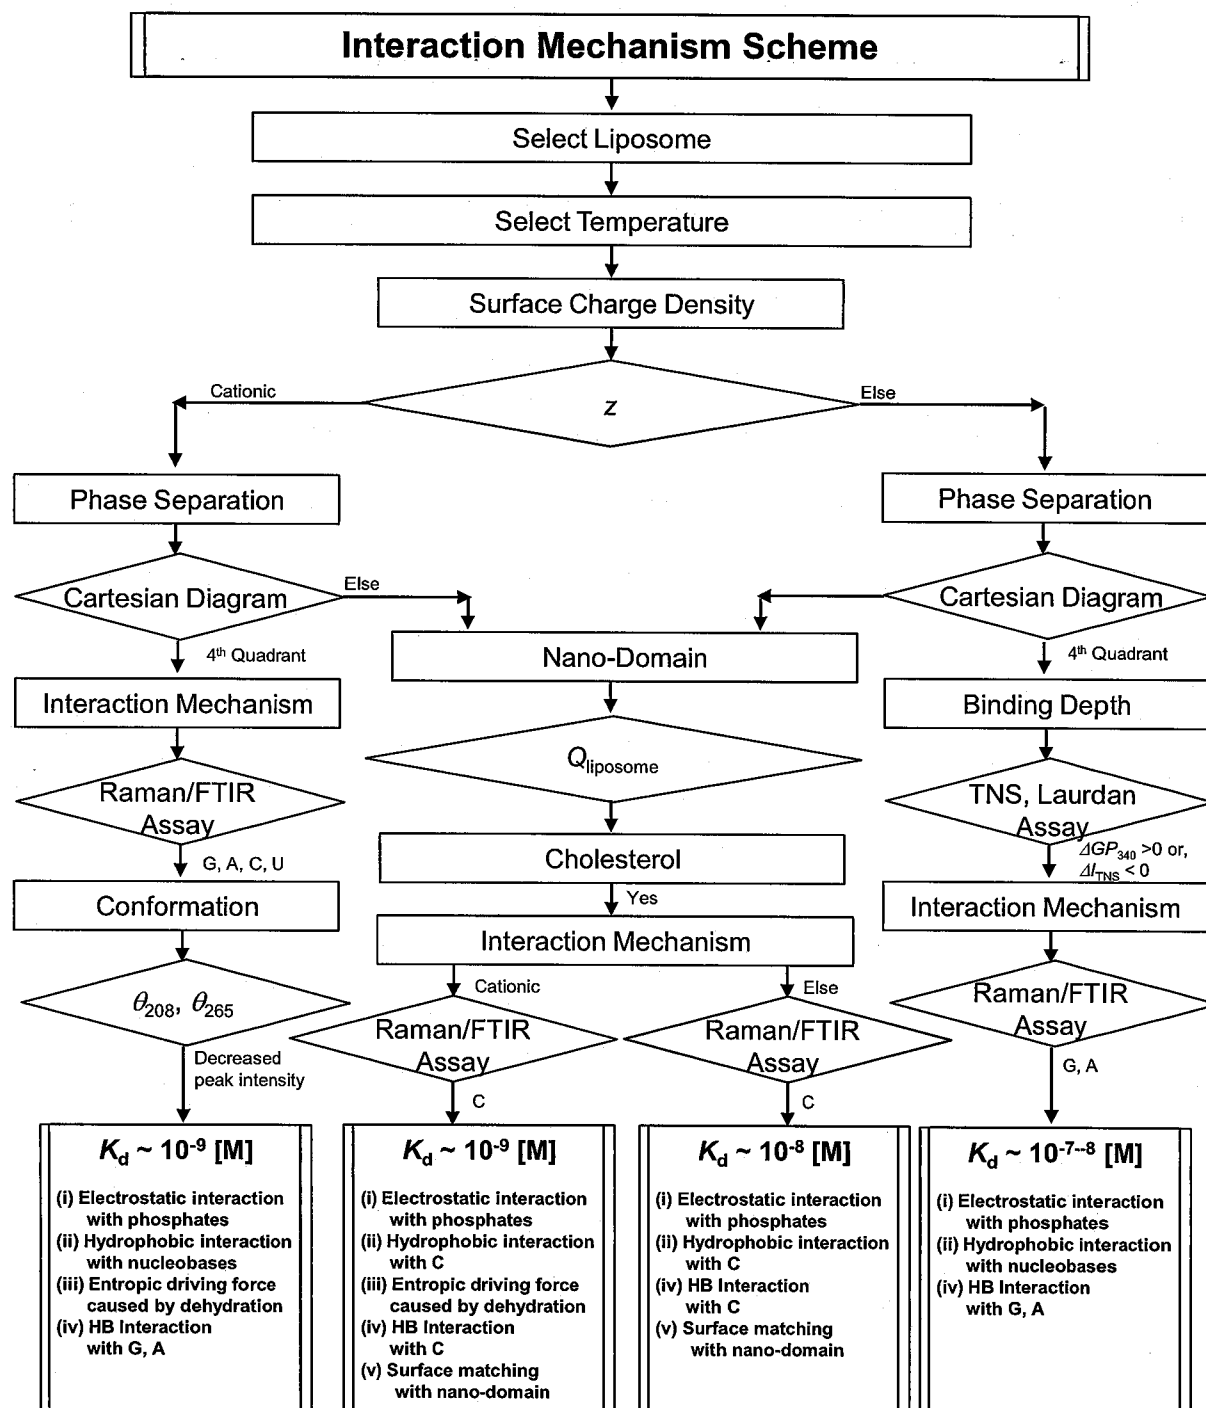 Interaction Mechanism Scheme
Select Liposome
Select Temperature
Surface Charge Density
z
Cationic
Else
Phase Separation
Phase Separation
Cartesian Diagram
Else
Cartesian Diagram
4th Quadrant
4th Quadrant
Nano-Domain
Interaction Mechanism
Binding Depth
Qliposome
Raman/FTIR
Assay
TNS, Laurdan
Assay
G, A, C, U
ΔGP340 >0 or,
ΔITNS < 0
Cholesterol
Yes
Conformation
Interaction Mechanism
Interaction Mechanism
Cationic
Else
θ208, θ265
Raman/FTIR
Assay
Raman/FTIR
Assay
Raman/FTIR
Assay
Decreased
peak intensity
C
C
G, A
Kd ~ 10-9 [M]
(i) Electrostatic interaction
with phosphates
(ii) Hydrophobic interaction
with nucleobases
(iii) Entropic driving force
caused by dehydration
(iv) HB Interaction
with G, A
Kd ~ 10-9 [M]
(i) Electrostatic interaction
with phosphates
(ii) Hydrophobic interaction
with C
(iii) Entropic driving force
caused by dehydration
(iv) HB Interaction
with C
(v) Surface matching
with nano-domain
Kd ~ 10-8 [M]
(i) Electrostatic interaction
with phosphates
(ii) Hydrophobic interaction
with C
(iv) HB Interaction
with C
(v) Surface matching
with nano-domain
Kd ~ 10-7--8 [M]
(i) Electrostatic interaction
with phosphates
(ii) Hydrophobic interaction
with nucleobases
(iv) HB Interaction
with G, A